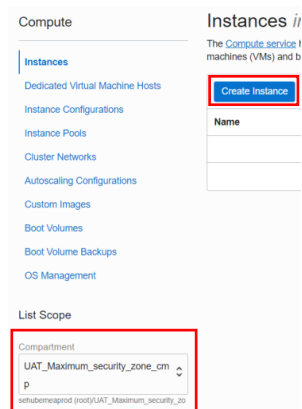 Compute
Instances
Dedicated Virtual Machine Hosts
Instance Configurations
Instance Pools
Cluster Networks
Autoscaling Configurations
Custom Images
Boot Volumes
Boot Volume Backups
OS Management
List Scope
Compartment
UAT_Maximum_security_zone_cm
p
sehubemeaprod (root)/UAT_Maximum_security_zo
Instances
The Compute service
machines (VMs) and b
Create Instance
Name